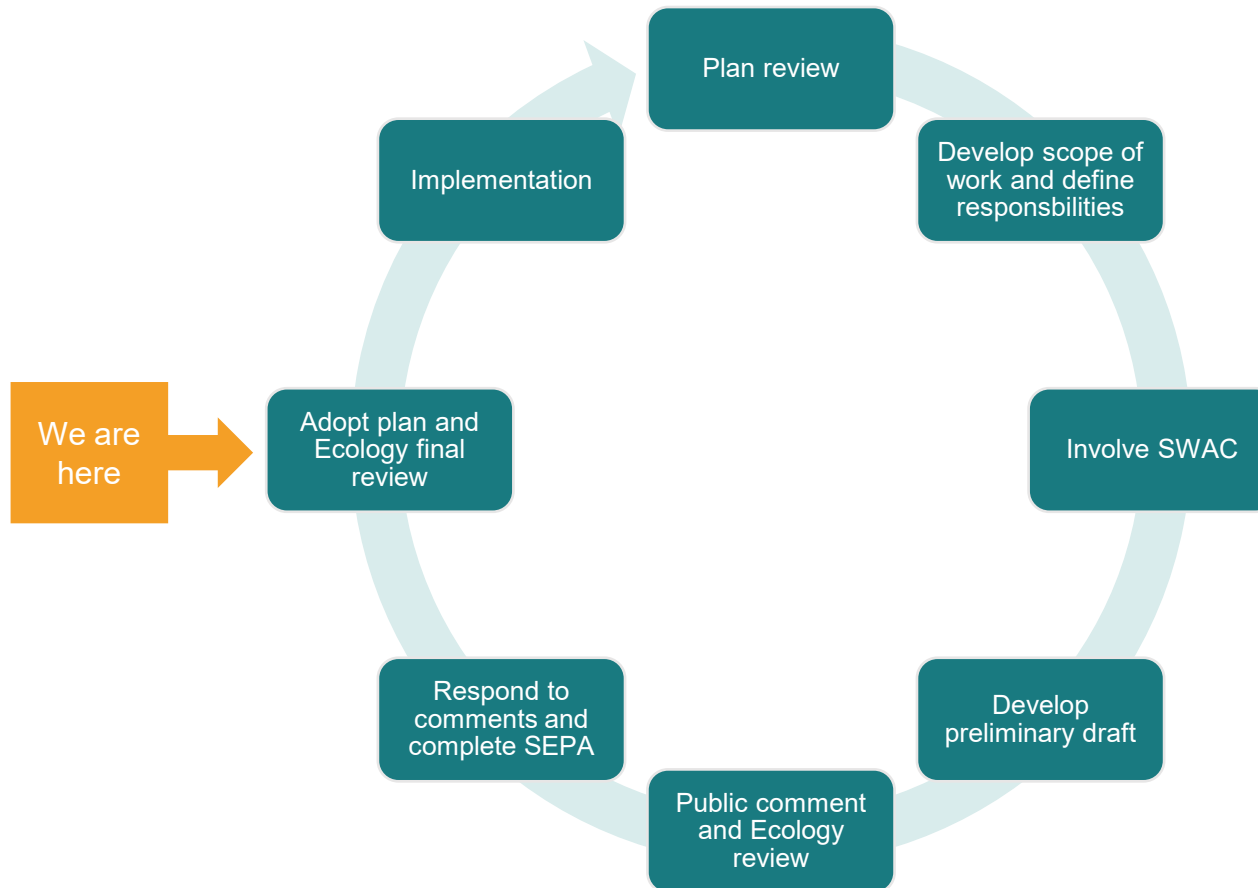 Plan review
Develop scope of
work and define
responsbilities
Involve SWAC
Develop
preliminary draft
Public comment
and Ecology
review
Respond to
comments and
complete SEPA
Adopt plan and
Ecology final
review
Implementation
We are
here